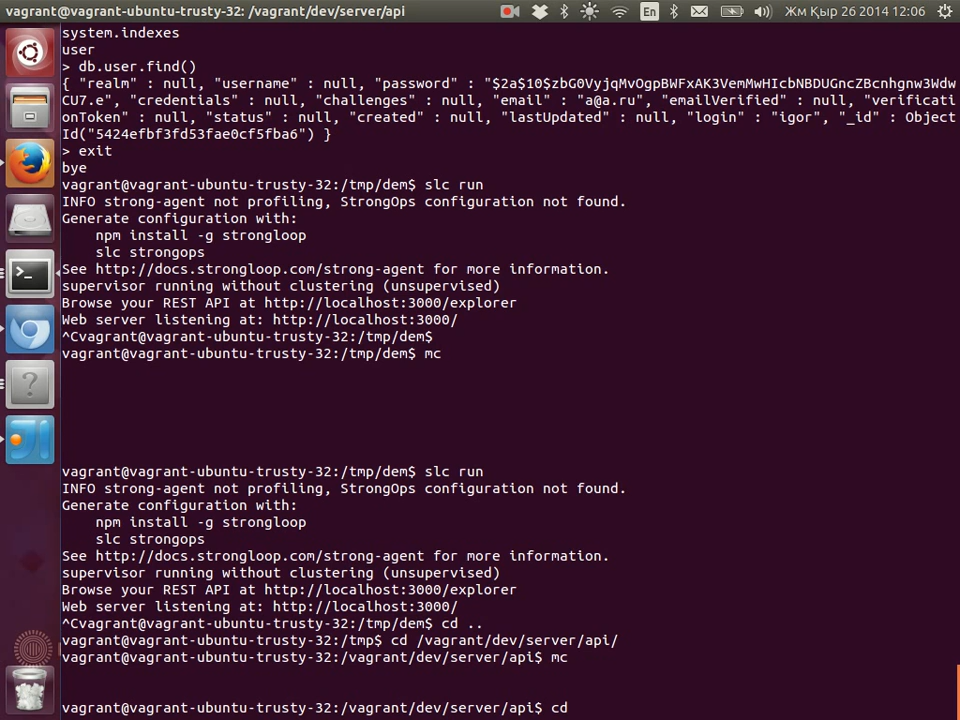 vagrant@vagrant-ubuntu-trusty-32: /vagrant/dev/server/api En Жм Қыр 26 2014 12:06
system.indexes
user
> db.user.find()
{ "realm" : null, "username" : null, "password" : "$2a$10$zbG0VyjqMvOgpBWFxAK3VemMwHIcbNBDUGncZBcnhgnw3Wdw
CU7.e", "credentials" : null, "challenges" : null, "email" : "a@a.ru", "emailVerified" : null, "verificati
onToken" : null, "status" : null, "created" : null, "lastUpdated" : null, "login" : "igor", "_id" : Object
Id("5424efbf3fd53fae0cf5fba6") }
> exit
bye
vagrant@vagrant-ubuntu-trusty-32:/tmp/dem$ slc run
INFO strong-agent not profiling, StrongOps configuration not found.
Generate configuration with:
    npm install -g strongloop
    slc strongops
See http://docs.strongloop.com/strong-agent for more information.
supervisor running without clustering (unsupervised)
Browse your REST API at http://localhost:3000/explorer
Web server listening at: http://localhost:3000/
^Cvagrant@vagrant-ubuntu-trusty-32:/tmp/dem$
vagrant@vagrant-ubuntu-trusty-32:/tmp/dem$ mc
vagrant@vagrant-ubuntu-trusty-32:/tmp/dem$ slc run
INFO strong-agent not profiling, StrongOps configuration not found.
Generate configuration with:
    npm install -g strongloop
    slc strongops
See http://docs.strongloop.com/strong-agent for more information.
supervisor running without clustering (unsupervised)
Browse your REST API at http://localhost:3000/explorer
Web server listening at: http://localhost:3000/
^Cvagrant@vagrant-ubuntu-trusty-32:/tmp/dem$ cd ..
vagrant@vagrant-ubuntu-trusty-32:/tmp$ cd /vagrant/dev/server/api/
vagrant@vagrant-ubuntu-trusty-32:/vagrant/dev/server/api$ mc
vagrant@vagrant-ubuntu-trusty-32:/vagrant/dev/server/api$ cd